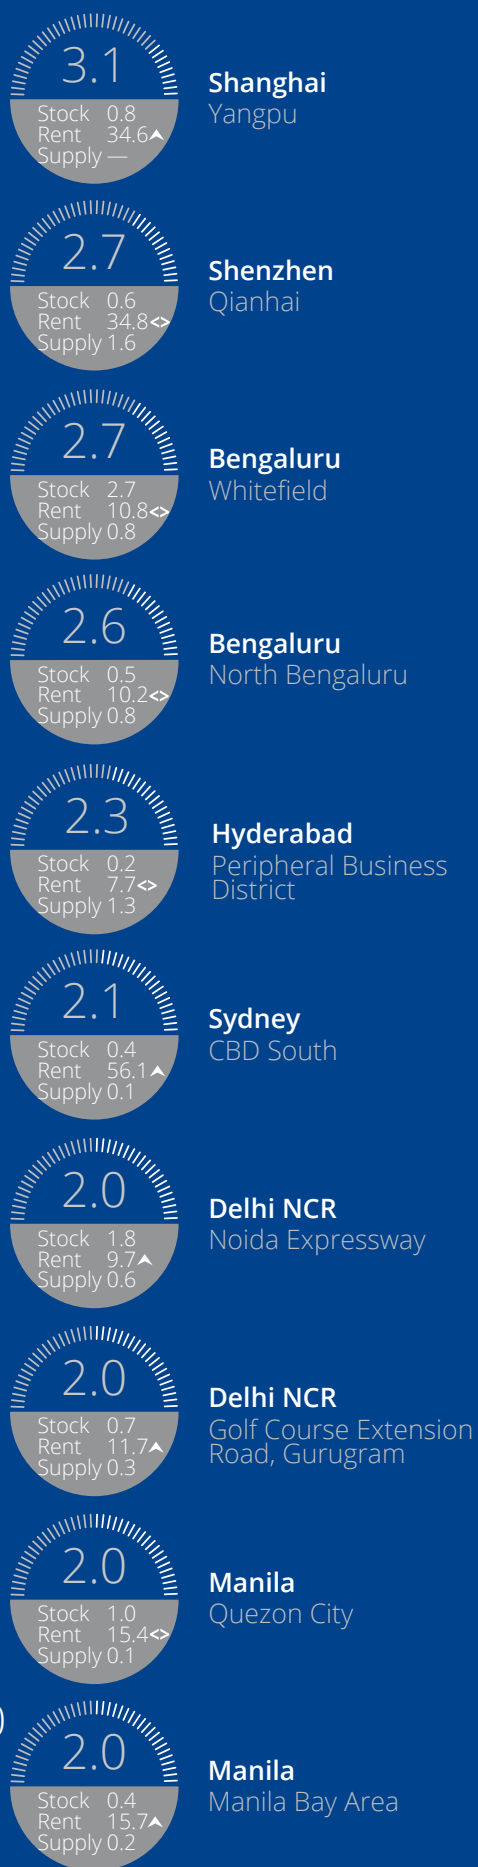 3.1
Stock 0.8
Rent 34.6
Supply —
Shanghai
Yangpu
2.7
Stock 0.6
Rent 34.8<>
Supply 1.6
Shenzhen
Qianhai
2.7
Stock 2.7
Rent 10.8<>
Supply 0.8
Bengaluru
Whitefield
2.6
Stock 0.5
Rent 10.2<>
Supply 0.8
Bengaluru
North Bengaluru
2.3
Stock 0.2
Rent 7.7<>
Supply 1.3
Hyderabad
Peripheral Business
District
2.1
Stock 0.4
Rent 56.1
Supply 0.1
Sydney
CBD South
2.0
Stock 1.8
Rent 9.7
Supply 0.6
Delhi NCR
Noida Expressway
2.0
Stock 0.7
Rent 11.7
Supply 0.3
Delhi NCR
Golf Course Extension
Road, Gurugram
2.0
Stock 1.0
Rent 15.4<>
Supply 0.1
Manila
Quezon City
2.0
Stock 0.4
Rent 15.7
Supply 0.2
Manila
Manila Bay Area